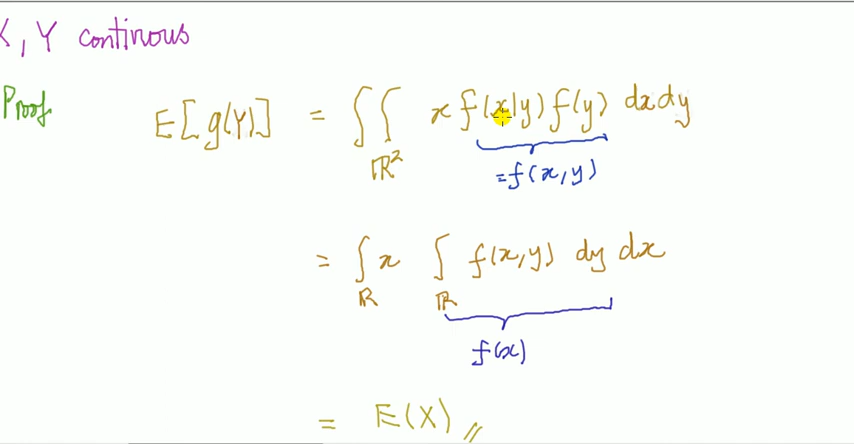 X, Y continous
Proof
E[g(Y)] = ∫∫ x f(x|y) f(y) dx dy
ℝ²
= f(x,y)
= ∫ x ∫ f(x,y) dy dx
ℝ ℝ
f(x)
= E(X) //